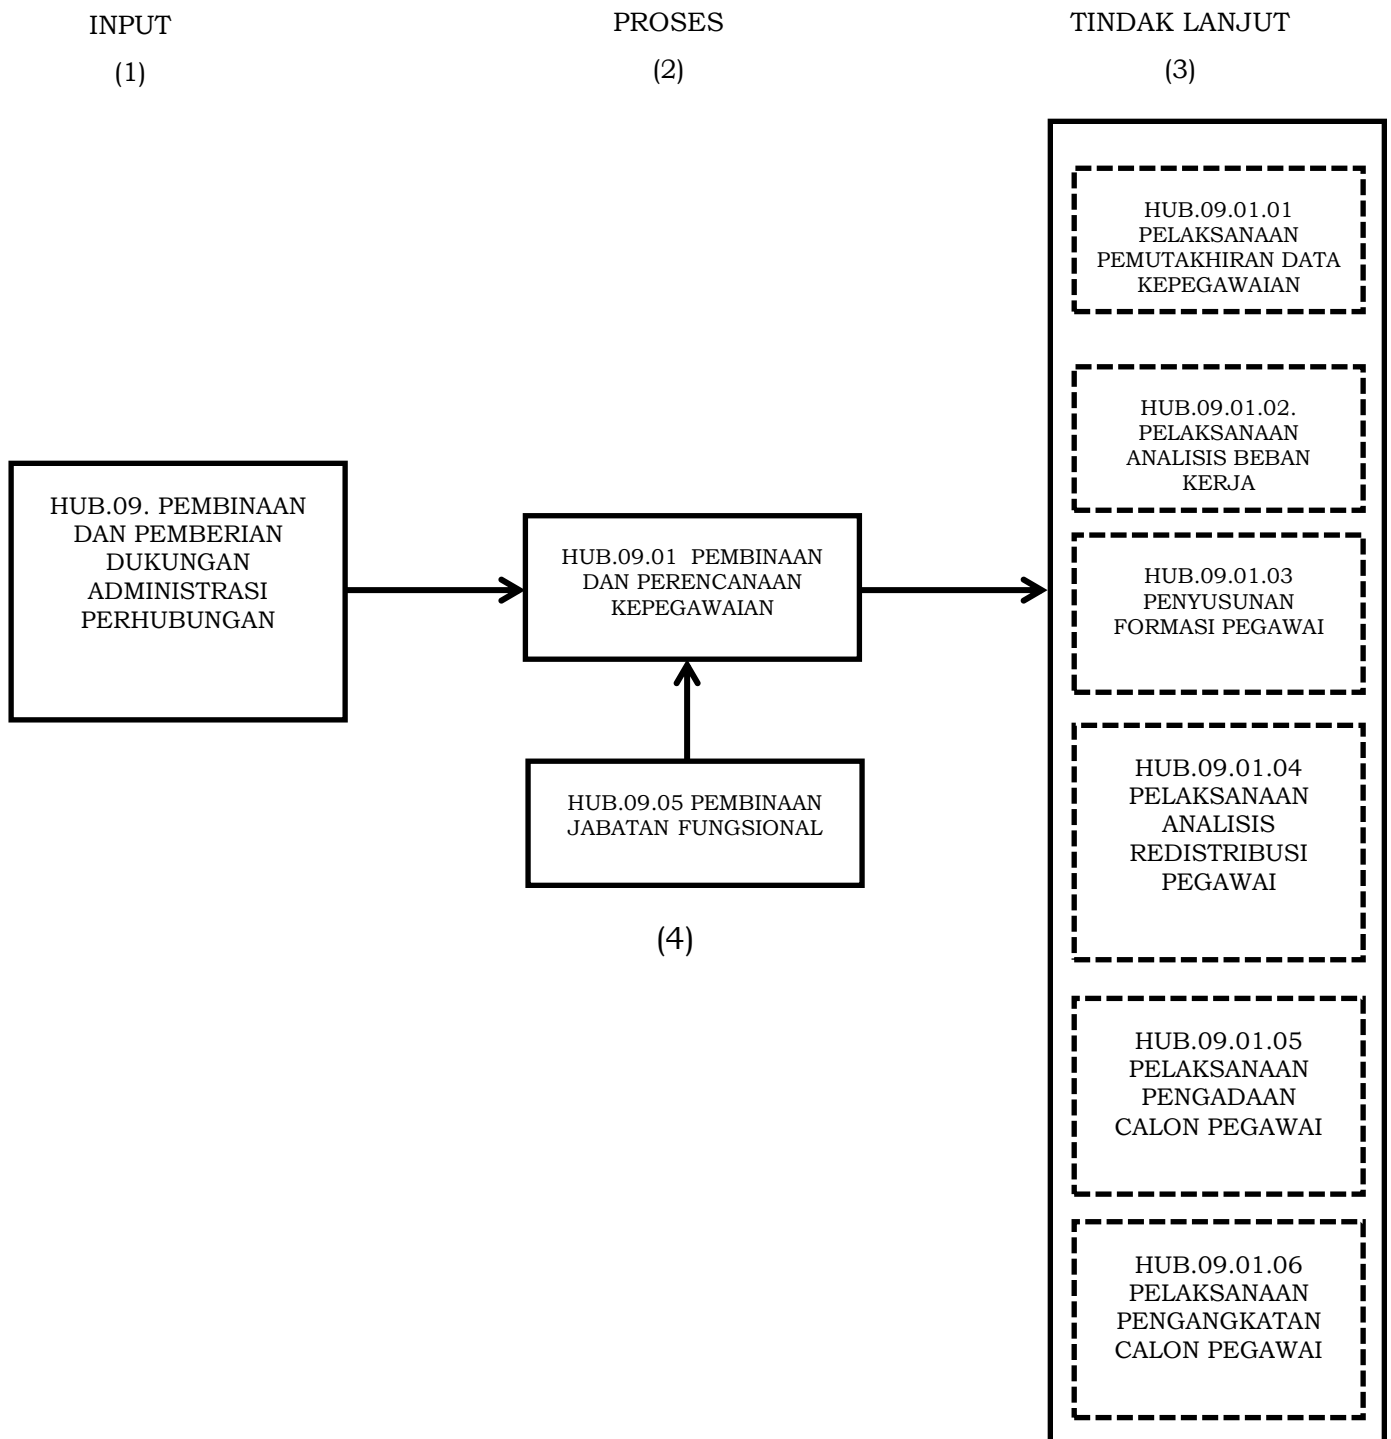 INPUT
(1)
PROSES
(2)
TINDAK LANJUT
(3)
HUB.09. PEMBINAAN
DAN PEMBERIAN
DUKUNGAN
ADMINISTRASI
PERHUBUNGAN
HUB.09.01 PEMBINAAN
DAN PERENCANAAN
KEPEGAWAIAN
HUB.09.05 PEMBINAAN
JABATAN FUNGSIONAL
(4)
HUB.09.01.01
PELAKSANAAN
PEMUTAKHIRAN DATA
KEPEGAWAIAN
HUB.09.01.02.
PELAKSANAAN
ANALISIS BEBAN
KERJA
HUB.09.01.03
PENYUSUNAN
FORMASI PEGAWAI
HUB.09.01.04
PELAKSANAAN
ANALISIS
REDISTRIBUSI
PEGAWAI
HUB.09.01.05
PELAKSANAAN
PENGADAAN
CALON PEGAWAI
HUB.09.01.06
PELAKSANAAN
PENGANGKATAN
CALON PEGAWAI